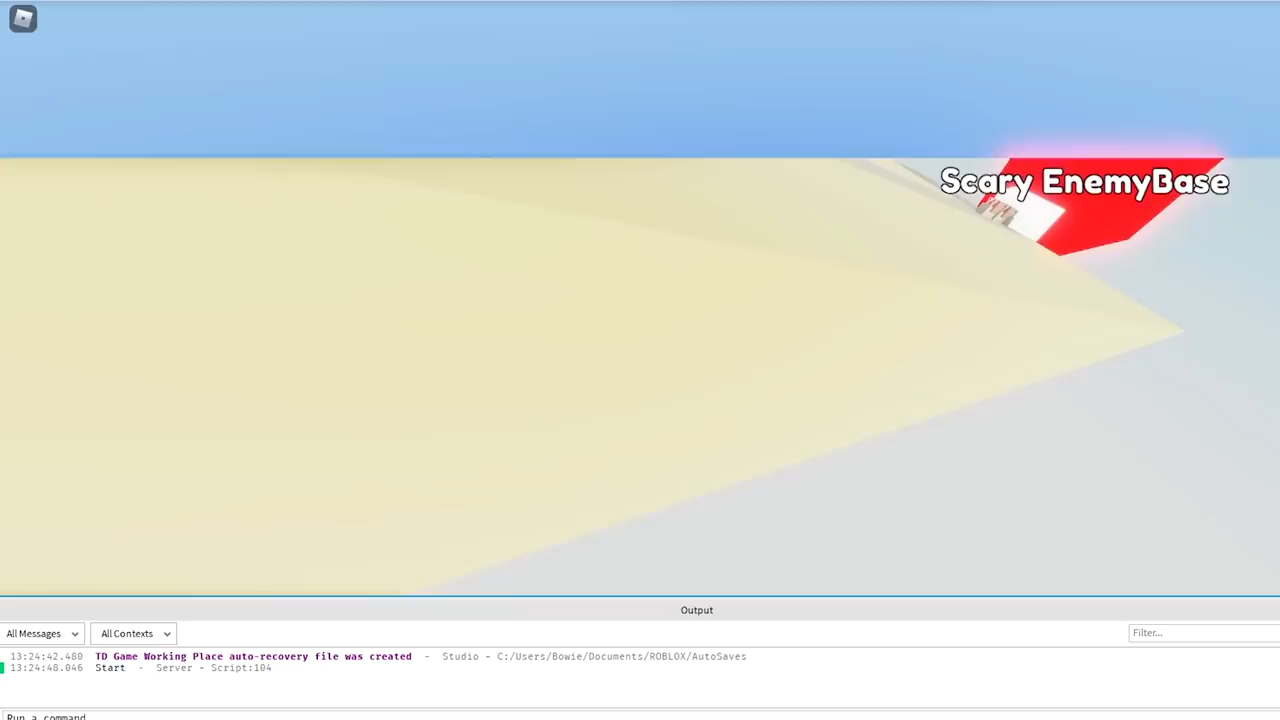 Scary EnemyBase
Output
All Messages
All Contexts
Filter...
13:24:42.480 TD Game Working Place auto-recovery file was created - Studio - C:/Users/Bowie/Documents/ROBLOX/AutoSaves
13:24:48.046 Start - Server - Script:104
Run a command